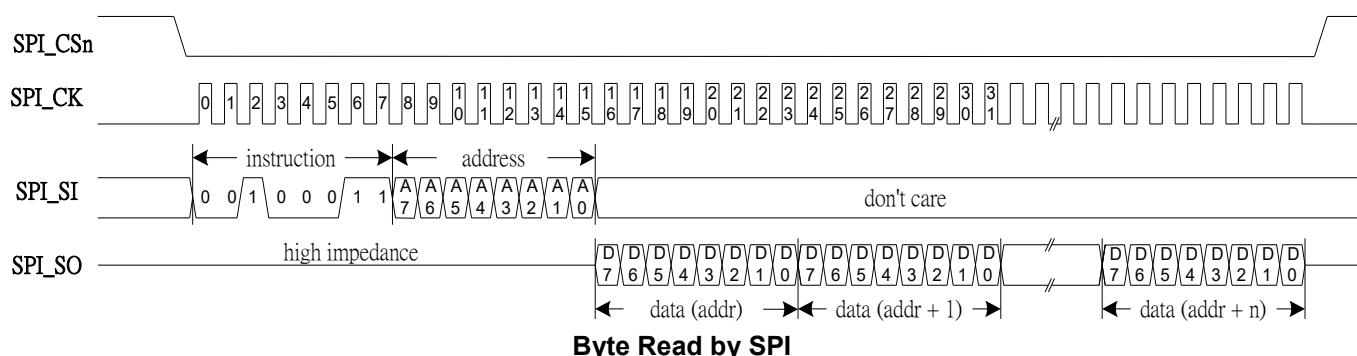 SPI_CSn
SPI_CK
0 1 2 3 4 5 6 7 8 9 10 11 12 13 14 15 16 17 18 19 20 21 22 23 24 25 26 27 28 29 30 31
instruction address
SPI_SI
0 0 1 0 0 0 1 1 A7 A6 A5 A4 A3 A2 A1 A0 don't care
high impedance
SPI_SO
D7 D6 D5 D4 D3 D2 D1 D0 D7 D6 D5 D4 D3 D2 D1 D0 D7 D6 D5 D4 D3 D2 D1 D0
data (addr) data (addr + 1) data (addr + n)
Byte Read by SPI